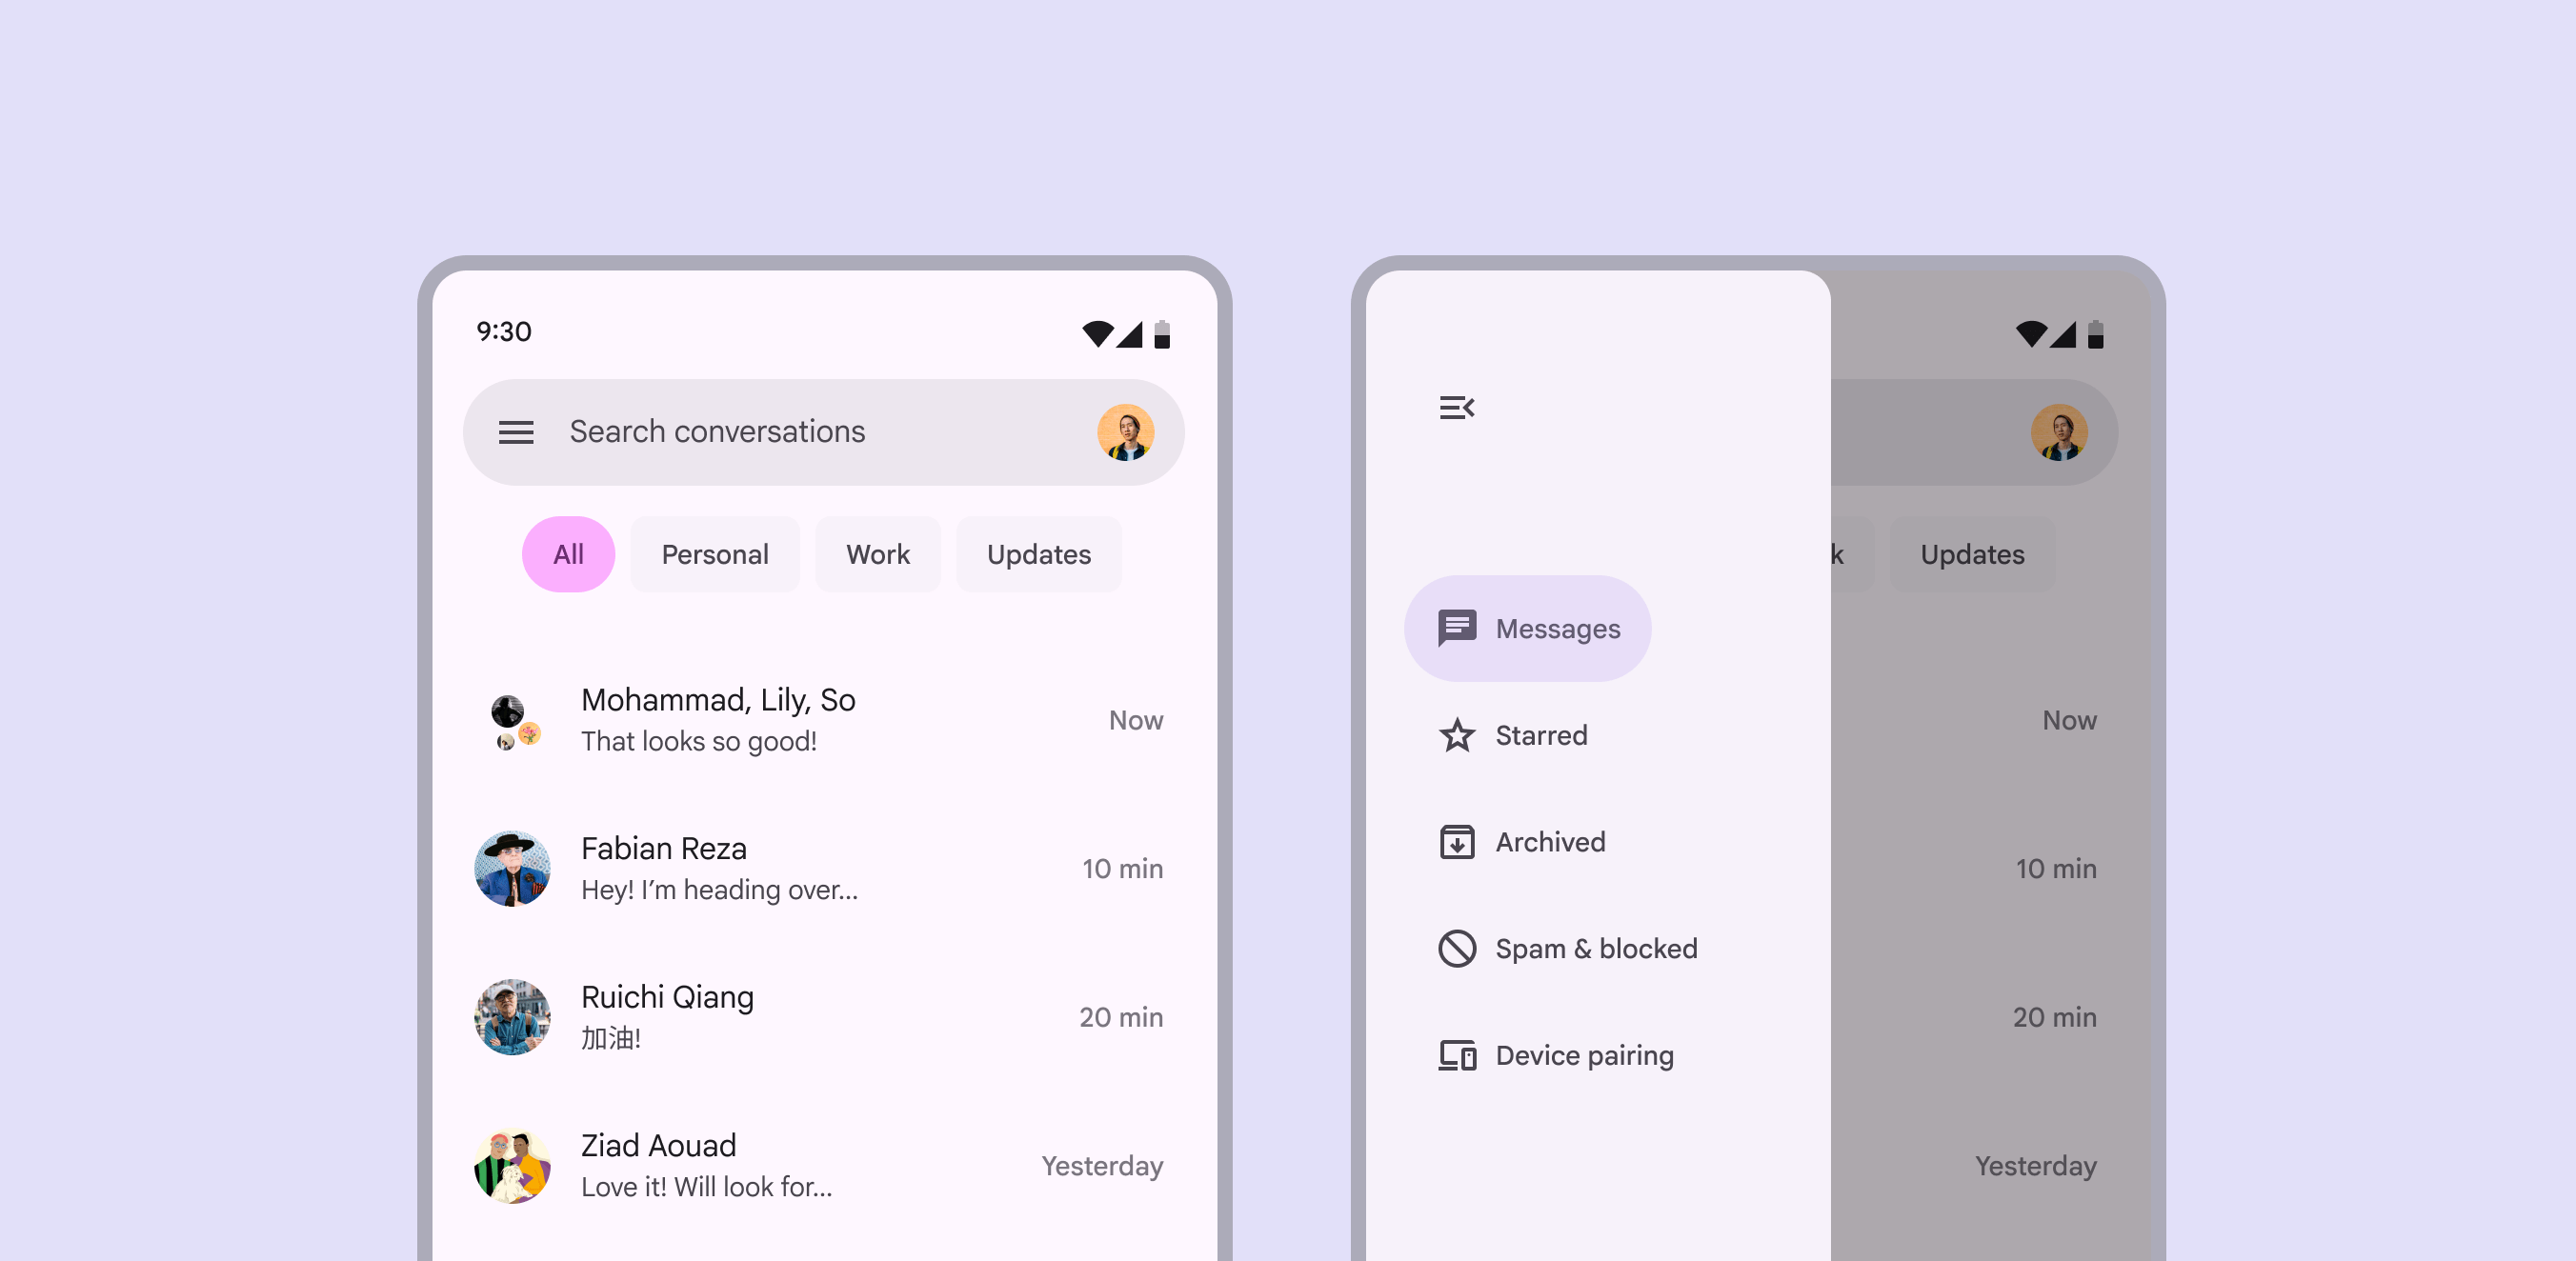 9:30
Search conversations
All Personal Work Updates
Mohammad, Lily, So
That looks so good!
Now
Fabian Reza
Hey! I’m heading over...
10 min
Ruichi Qiang
加油!
20 min
Ziad Aouad
Love it! Will look for...
Yesterday
Messages
Starred
Archived
Spam & blocked
Device pairing
k Updates
Now
10 min
20 min
Yesterday